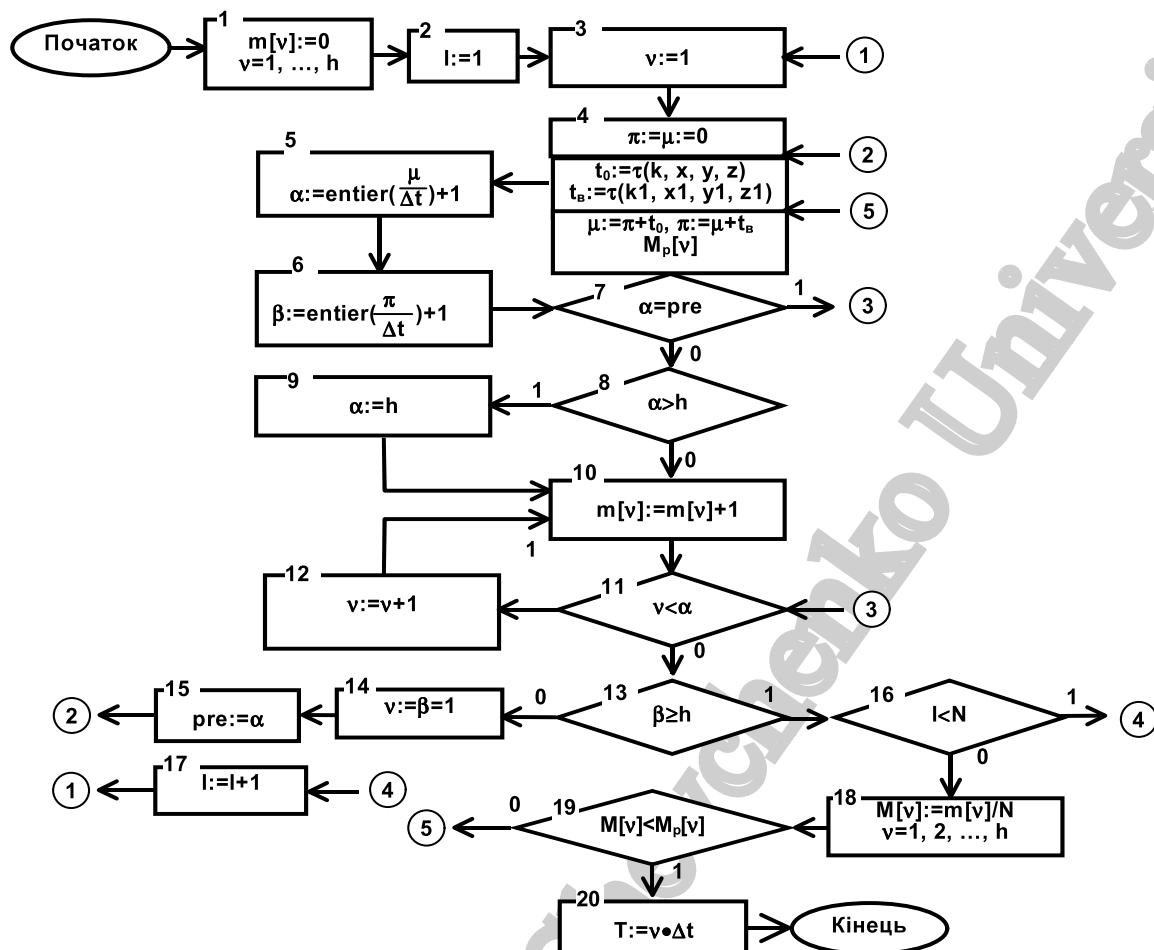 Початок
1
m[ν]:=0
ν=1, ..., h
2
I:=1
3
ν:=1
1
4
π:=μ:=0
2
t₀:=τ(k, x, y, z)
tв:=τ(k1, x1, y1, z1)
5
μ:=π+t₀, π:=μ+tв
Mₚ[ν]
5
α:=entier(μ/Δt)+1
6
β:=entier(π/Δt)+1
7
α=pre
1
3
0
8
α>h
1
0
9
α:=h
10
m[ν]:=m[ν]+1
1
11
ν<α
3
0
12
ν:=ν+1
13
β≥h
0
1
14
ν:=β=1
15
pre:=α
2
16
I<N
1
4
0
17
I:=I+1
4
1
18
M[ν]:=m[ν]/N
ν=1, 2, ..., h
19
M[ν]<Mₚ[ν]
0
5
1
20
T:=ν•Δt
Кінець
vchenko Universi